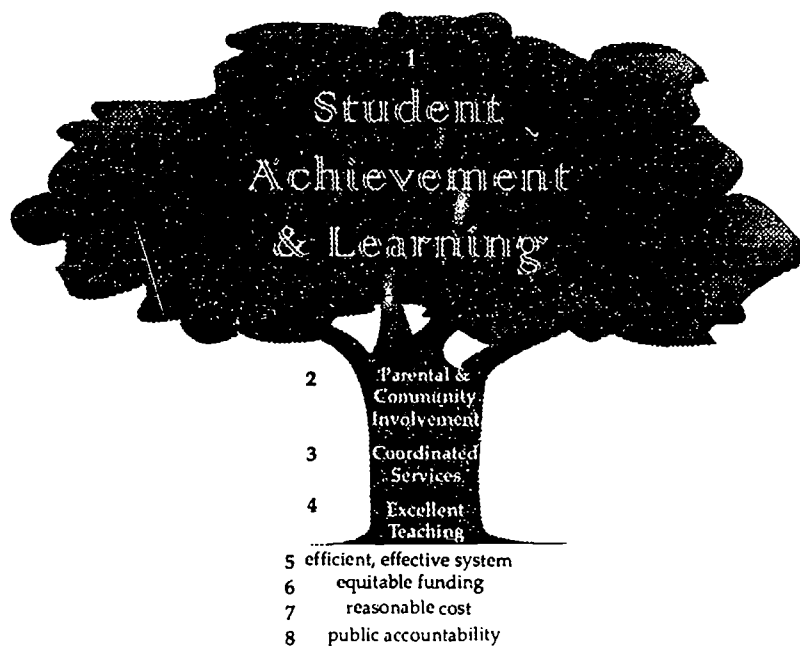 1
Student
Achievement
& Learning
2 Parental &
Community
Involvement
3 Coordinated
Services
4 Excellent
Teaching
5 efficient, effective system
6 equitable funding
7 reasonable cost
8 public accountability